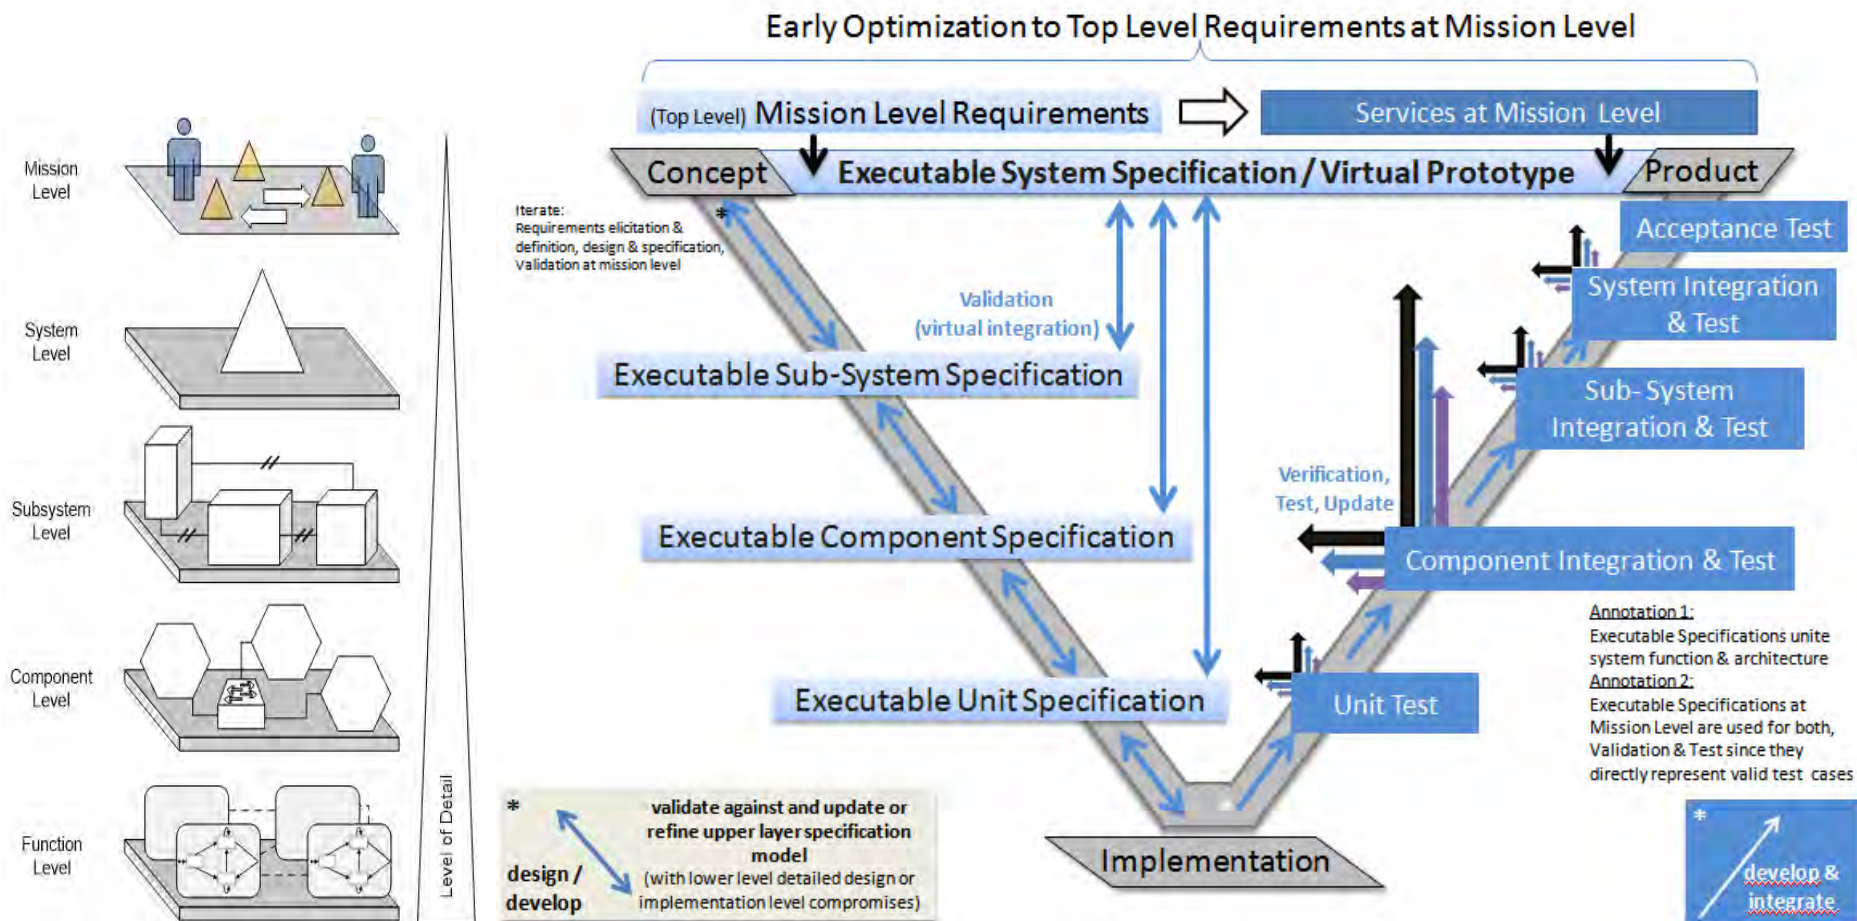 Early Optimization to Top Level Requirements at Mission Level
(Top Level) Mission Level Requirements
Services at Mission Level
Concept
Executable System Specification / Virtual Prototype
Product
Mission
Level
System
Level
Subsystem
Level
Component
Level
Function
Level
Level of Detail
*
Iterate:
Requirements elicitation &
definition, design & specification,
Validation at mission level
Validation
(virtual integration)
Executable Sub-System Specification
Executable Component Specification
Executable Unit Specification
Implementation
Acceptance Test
System Integration
& Test
Sub- System
Integration & Test
Verification,
Test, Update
Component Integration & Test
Unit Test
Annotation 1:
Executable Specifications unite
system function & architecture
Annotation 2:
Executable Specifications at
Mission Level are used for both,
Validation & Test since they
directly represent valid test cases
*
design /
develop
validate against and update or
refine upper layer specification
model
(with lower level detailed design or
implementation level compromises)
*
develop &
integrate